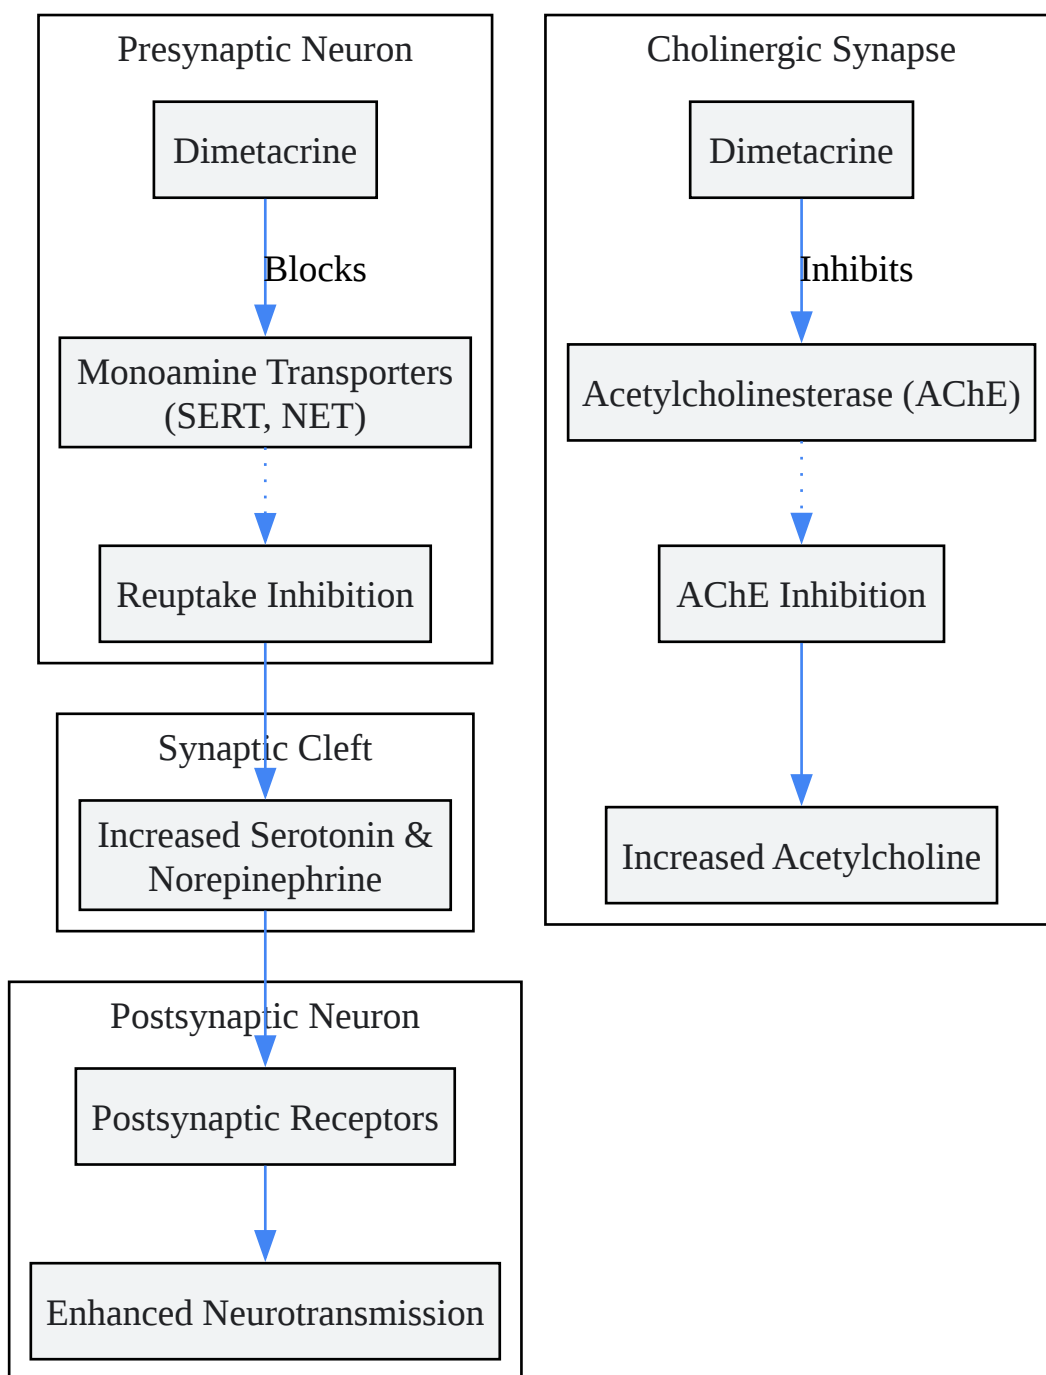 Presynaptic Neuron
Dimetacrine
Blocks
Monoamine Transporters
(SERT, NET)
Reuptake Inhibition
Synaptic Cleft
Increased Serotonin &
Norepinephrine
Postsynaptic Neuron
Postsynaptic Receptors
Enhanced Neurotransmission
Cholinergic Synapse
Dimetacrine
Inhibits
Acetylcholinesterase (AChE)
AChE Inhibition
Increased Acetylcholine